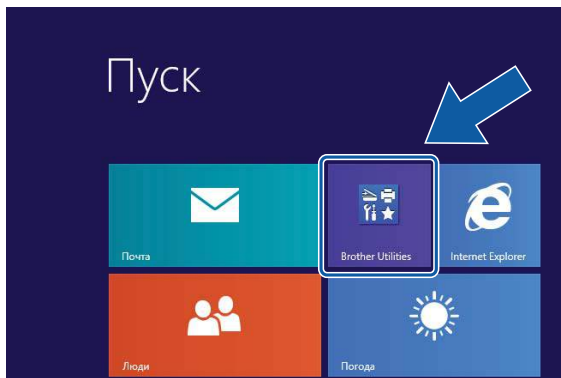 Пуск
Почта
Brother Utilities
Internet Explorer
Люди
Погода